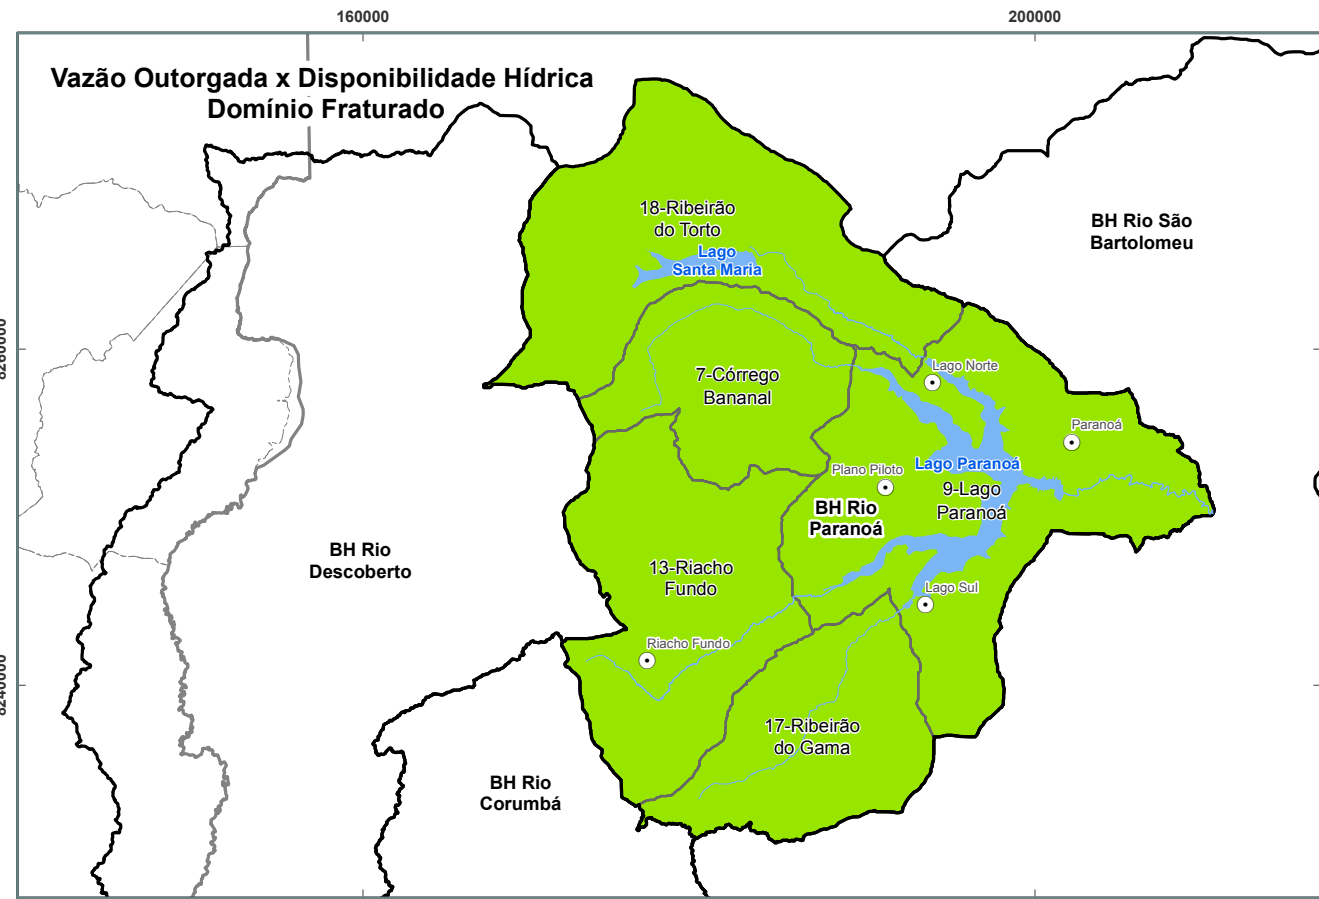 160000
200000
Vazão Outorgada x Disponibilidade Hídrica
Domínio Fraturado
18-Ribeirão
do Torto
Lago
Santa Maria
BH Rio São
Bartolomeu
8260000
7-Córrego
Bananal
Lago Norte
Paranoá
Plano Piloto
Lago Paranoá
9-Lago
Paranoá
BH Rio
Paranoá
BH Rio
Descoberto
13-Riacho
Fundo
Lago Sul
Riacho Fundo
8240000
17-Ribeirão
do Gama
BH Rio
Corumbá